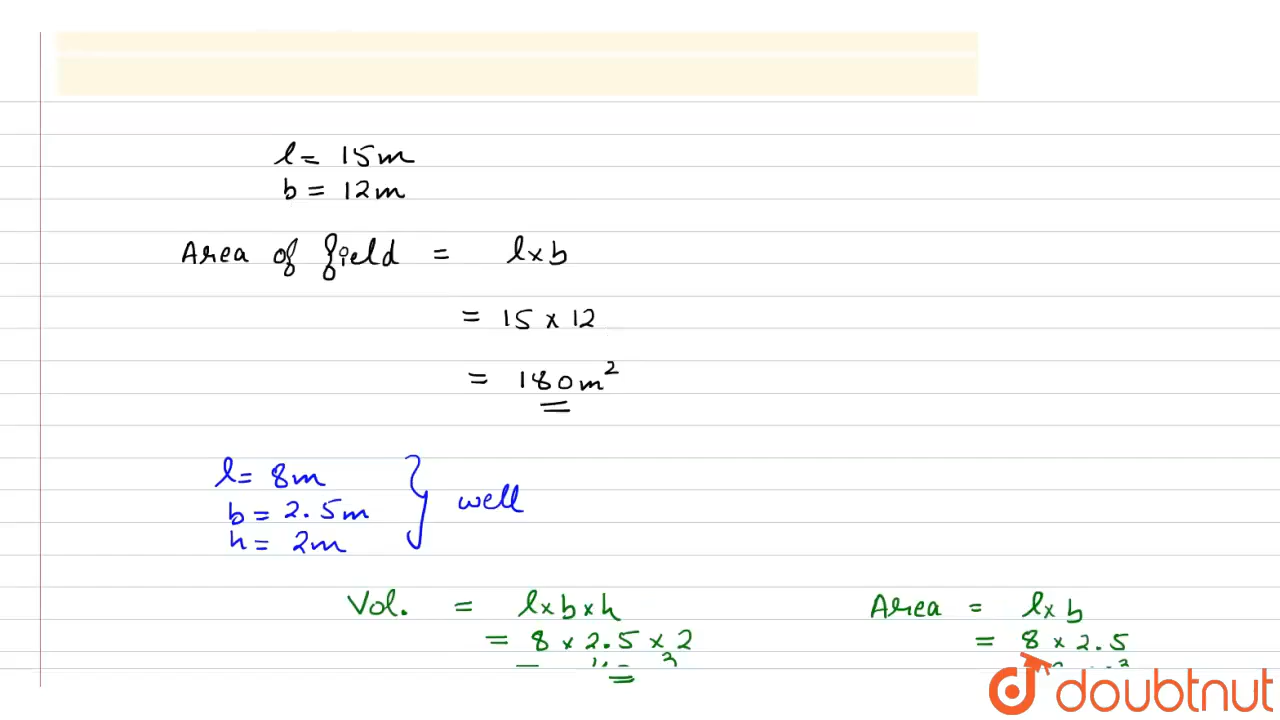 l = 15m
b = 12m
Area of field = l×b
= 15 × 12
= 180m²
l = 8m
b = 2.5m
h = 2m
well
Vol. = l×b×h
= 8 × 2.5 × 2
Area = l×b
= 8 × 2.5
doubtnut